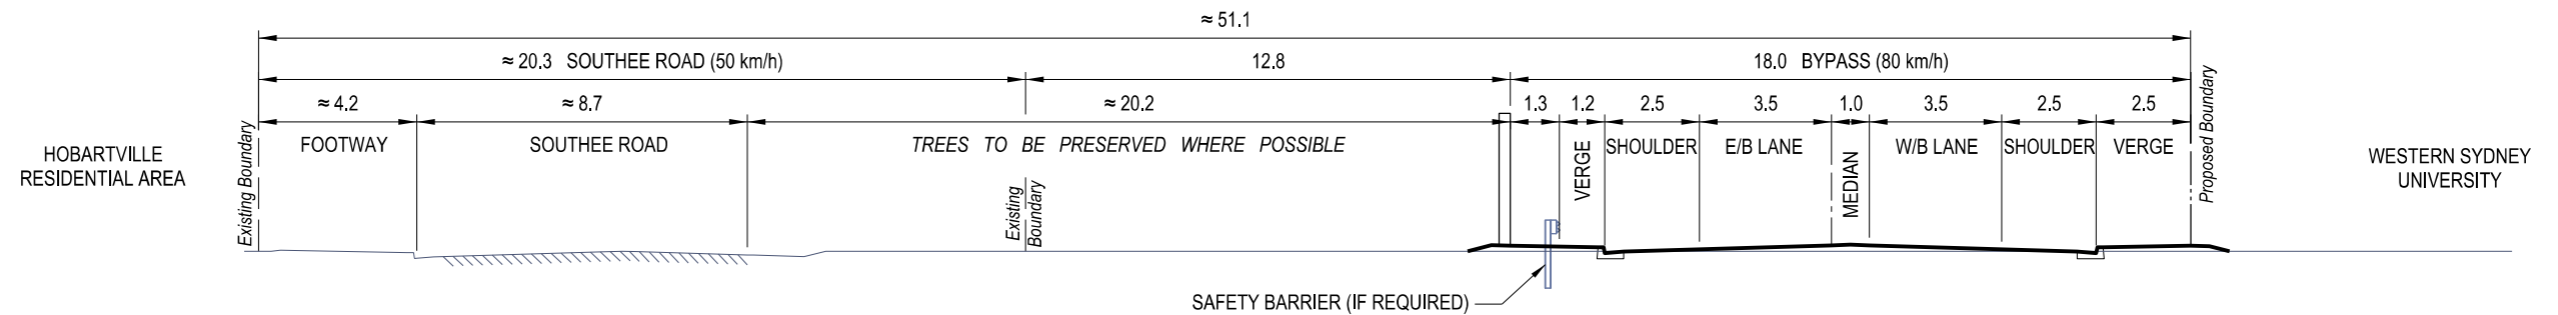 ≈ 51.1
≈ 20.3 SOUTHEE ROAD (50 km/h)
12.8
18.0 BYPASS (80 km/h)
≈ 4.2
≈ 8.7
≈ 20.2
1.3
1.2
2.5
3.5
1.0
3.5
2.5
2.5
HOBARTVILLE
RESIDENTIAL AREA
Existing Boundary
FOOTWAY
SOUTHEE ROAD
TREES TO BE PRESERVED WHERE POSSIBLE
Existing
Boundary
VERGE
SHOULDER
E/B LANE
MEDIAN
W/B LANE
SHOULDER
VERGE
Proposed Boundary
WESTERN SYDNEY
UNIVERSITY
SAFETY BARRIER (IF REQUIRED)